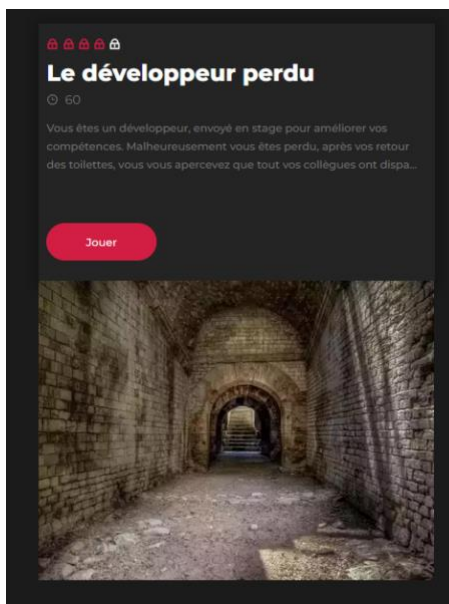 Le développeur perdu
60
Vous êtes un développeur, envoyé en stage pour améliorer vos
compétences. Malheureusement vous êtes perdu, après vos retour
des toilettes, vous vous apercevez que tout vos collègues ont dispa...
Jouer